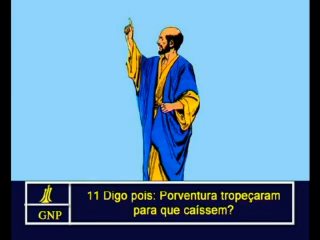 11 Digo pois: Porventura tropeçaram
para que caíssem?
GNP